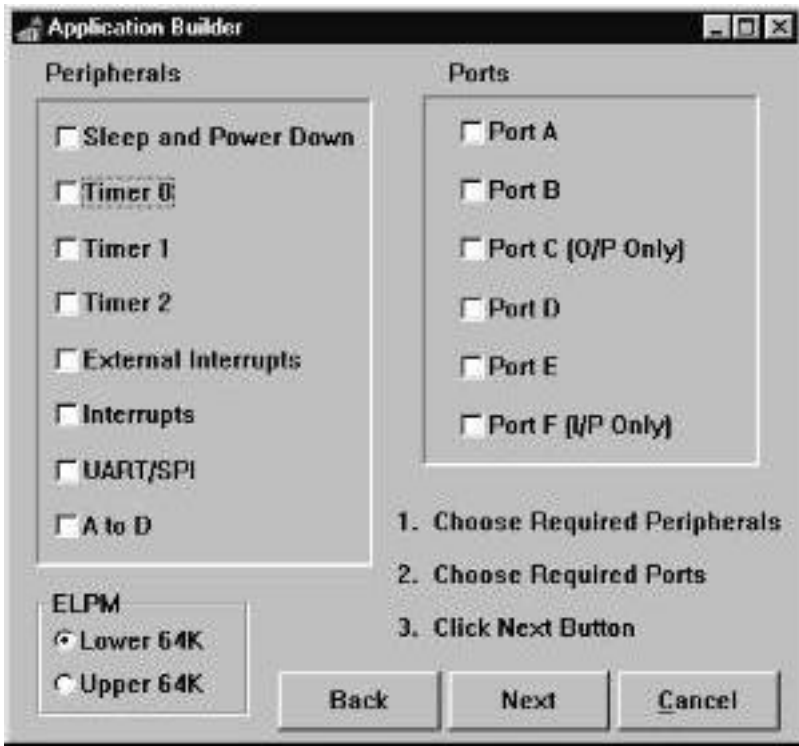 Application Builder
Peripherals
Sleep and Power Down
Timer 0
Timer 1
Timer 2
External Interrupts
Interrupts
UART/SPI
A to D
Ports
Port A
Port B
Port C (O/P Only)
Port D
Port E
Port F (I/P Only)
1. Choose Required Peripherals
2. Choose Required Ports
3. Click Next Button
ELPM
Lower 64K
Upper 64K
Back
Next
Cancel